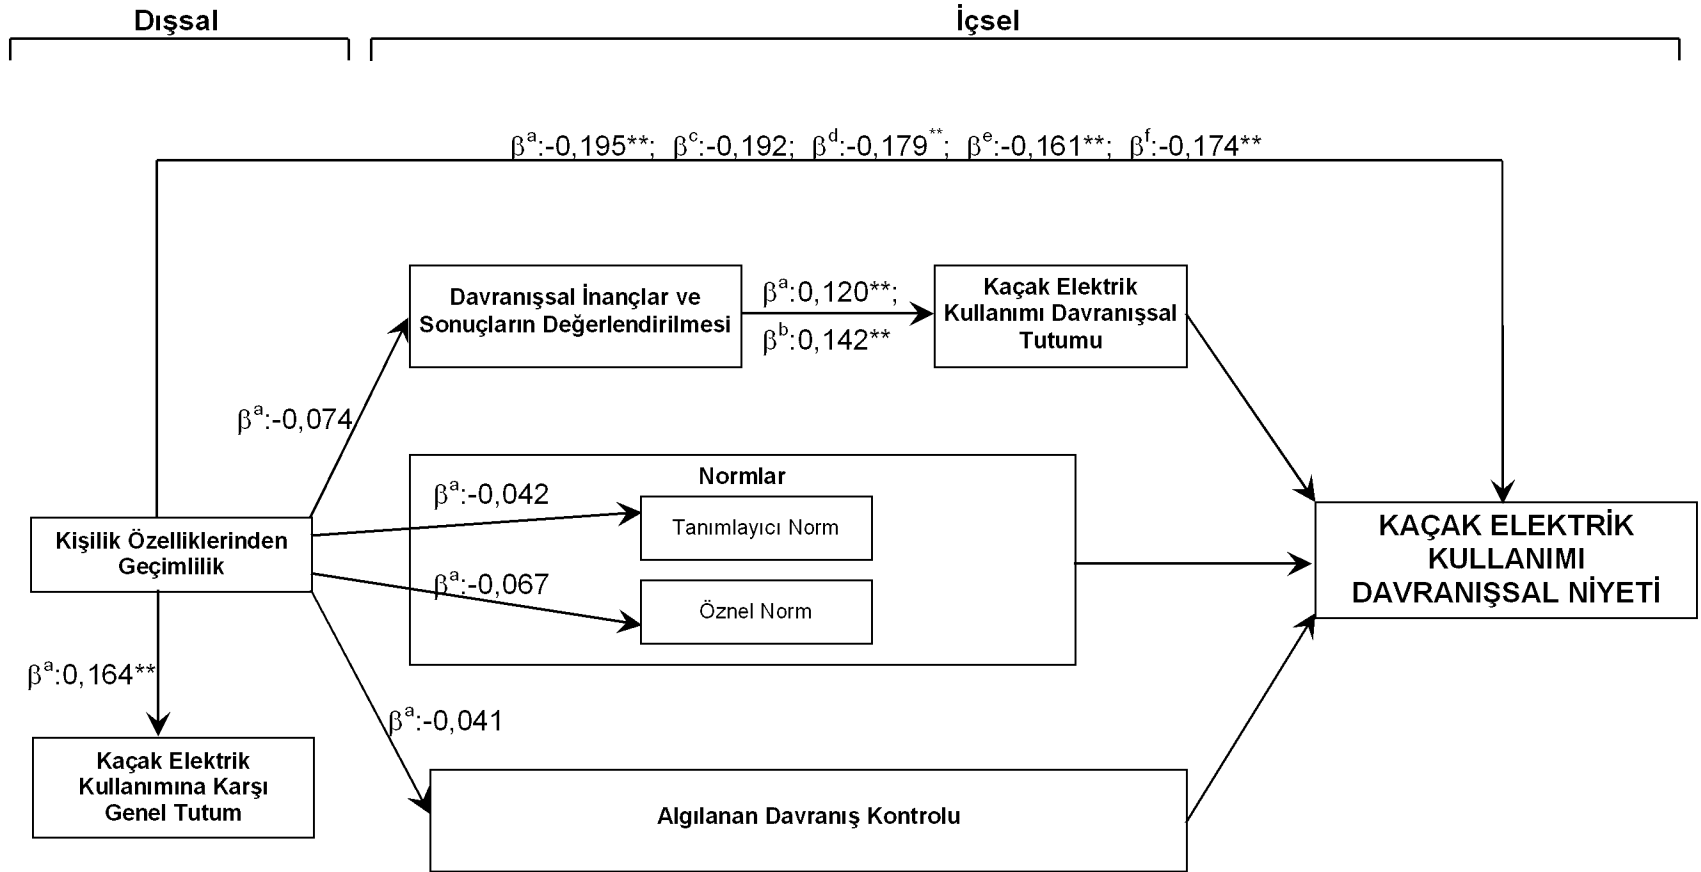 Dışsal
İçsel
βᵃ:-0,195**; βᶜ:-0,192; βᵈ:-0,179**; βᵉ:-0,161**; βᶠ:-0,174**
Davranışsal İnançlar ve
Sonuçların Değerlendirilmesi
βᵃ:0,120**;
βᵇ:0,142**
Kaçak Elektrik
Kullanımı Davranışsal
Tutumu
βᵃ:-0,074
Normlar
βᵃ:-0,042
Tanımlayıcı Norm
Kişilik Özelliklerinden
Geçimlilik
βᵃ:-0,067
Öznel Norm
KAÇAK ELEKTRİK
KULLANIMI
DAVRANIŞSAL NİYETİ
βᵃ:0,164**
βᵃ:-0,041
Kaçak Elektrik
Kullanımına Karşı
Genel Tutum
Algılanan Davranış Kontrolu